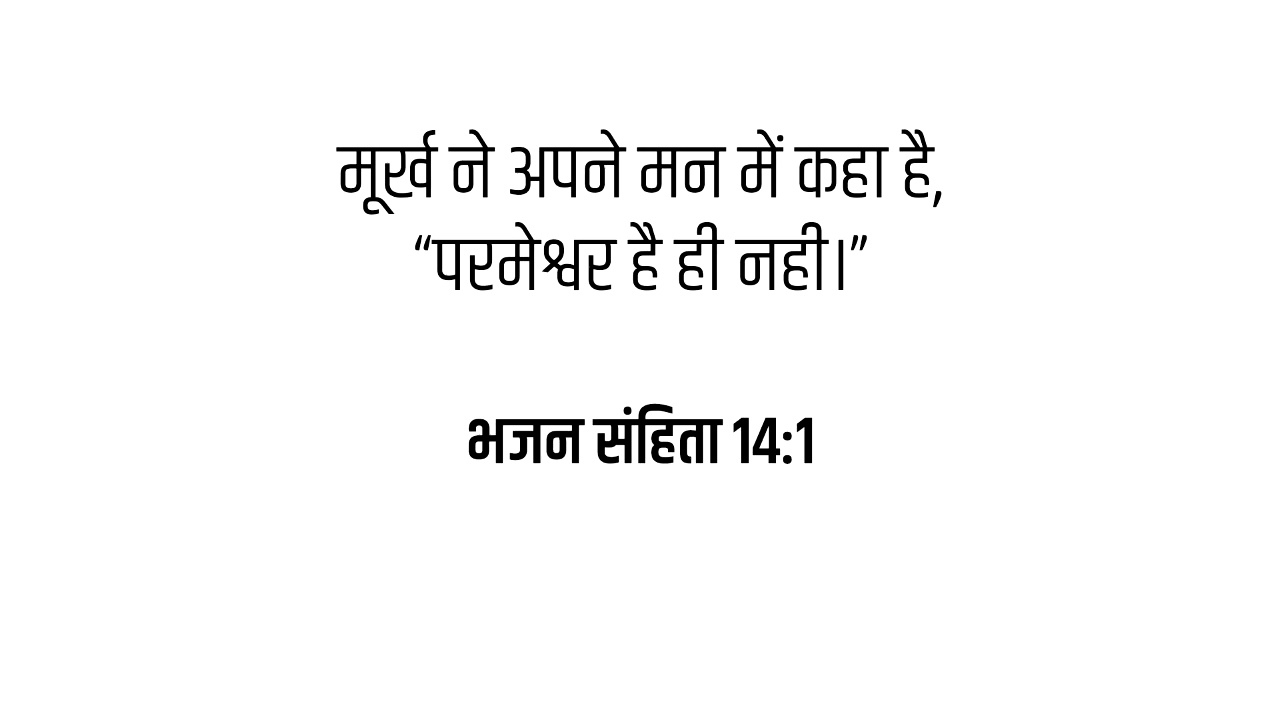 मूर्ख ने अपने मन में कहा है,
“परमेश्वर है ही नही।”
भजन संहिता 14:1